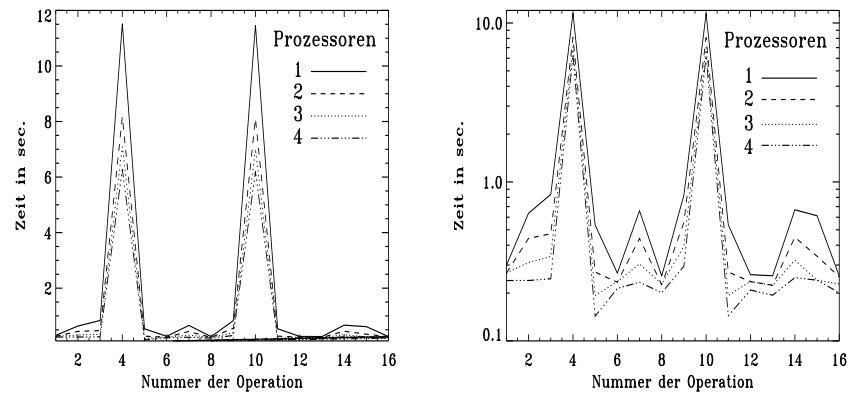 12
10
8
6
4
2
Zeit in sec.
2 4 6 8 10 12 14 16
Nummer der Operation
Prozessoren
1
2
3
4
10.0
1.0
0.1
Zeit in sec.
2 4 6 8 10 12 14 16
Nummer der Operation
Prozessoren
1
2
3
4